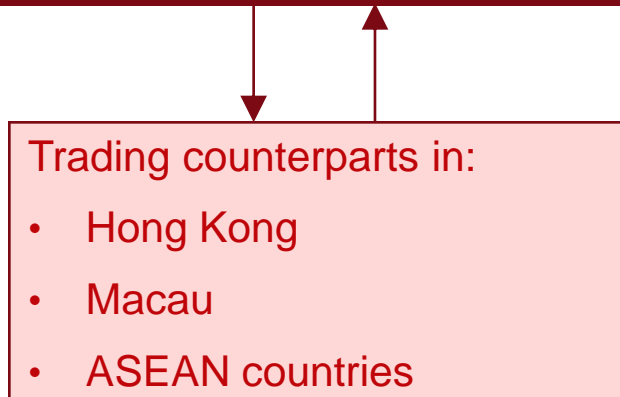 Trading counterparts in:
• Hong Kong
• Macau
• ASEAN countries